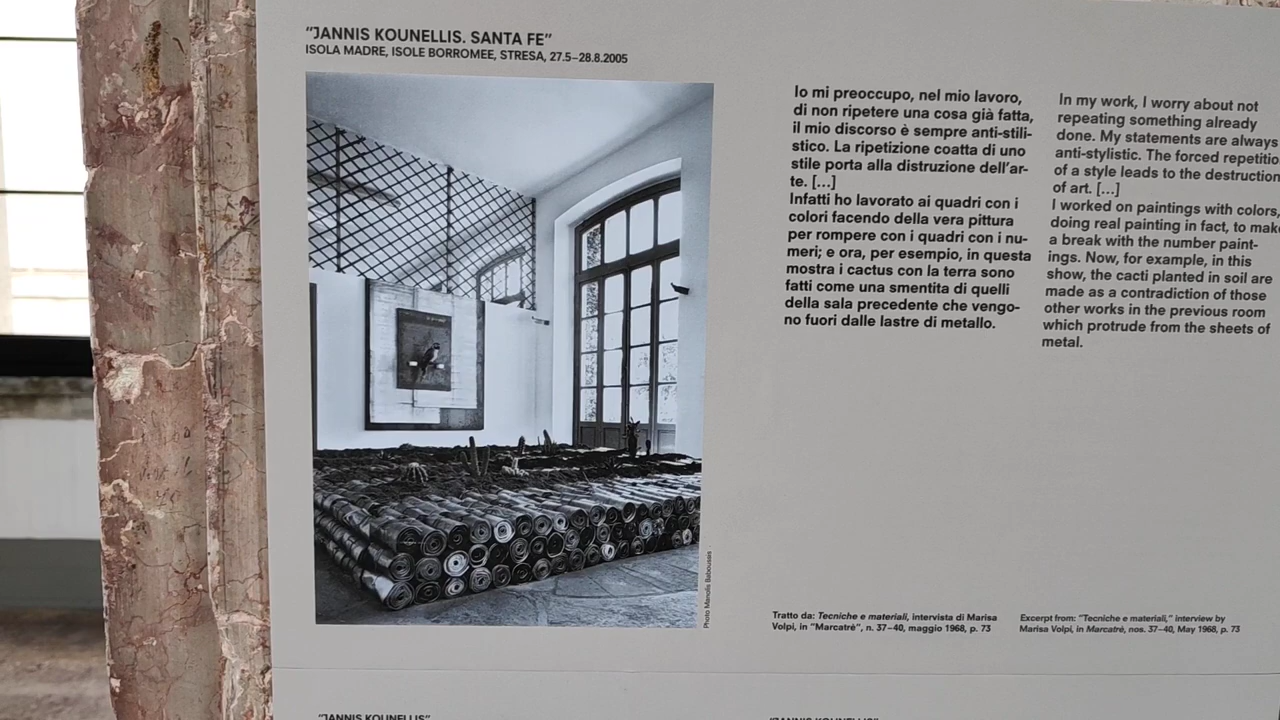 "JANNIS KOUNELLIS. SANTA FE"
ISOLA MADRE, ISOLE BORROMEE, STRESA, 27.5–28.8.2005
Io mi preoccupo, nel mio lavoro,
di non ripetere una cosa già fatta,
il mio discorso è sempre anti-stili-
stico. La ripetizione coatta di uno
stile porta alla distruzione dell'ar-
te. [...]
Infatti ho lavorato ai quadri con i
colori facendo della vera pittura
per rompere con i quadri con i nu-
meri; e ora, per esempio, in questa
mostra i cactus con la terra sono
fatti come una smentita di quelli
della sala precedente che vengo-
no fuori dalle lastre di metallo.
In my work, I worry about not
repeating something already
done. My statements are always
anti-stylistic. The forced repetitio
of a style leads to the destruction
of art. [...]
I worked on paintings with colors,
doing real painting in fact, to make
a break with the number paint-
ings. Now, for example, in this
show, the cacti planted in soil are
made as a contradiction of those
other works in the previous room
which protrude from the sheets of
metal.
Photo Manolis Baboussis
Tratto da: Tecniche e materiali, intervista di Marisa
Volpi, in "Marcatrè", n. 37–40, maggio 1968, p. 73
Excerpt from: "Tecniche e materiali," interview by
Marisa Volpi, in Marcatrè, nos. 37–40, May 1968, p. 73
"JANNIS KOUNELLIS"
"JANNIS KOUNELLIS"